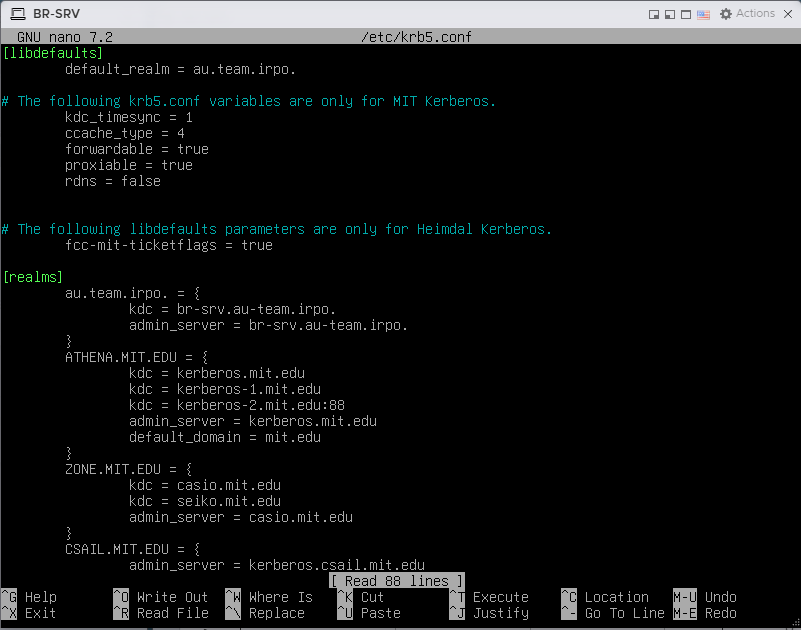 BR-SRV Actions
GNU nano 7.2 /etc/krb5.conf
[libdefaults]
default_realm = au.team.irpo.
# The following krb5.conf variables are only for MIT Kerberos.
kdc_timesync = 1
ccache_type = 4
forwardable = true
proxiable = true
rdns = false
# The following libdefaults parameters are only for Heimdal Kerberos.
fcc-mit-ticketflags = true
[realms]
au.team.irpo. = {
kdc = br-srv.au-team.irpo.
admin_server = br-srv.au-team.irpo.
}
ATHENA.MIT.EDU = {
kdc = kerberos.mit.edu
kdc = kerberos-1.mit.edu
kdc = kerberos-2.mit.edu:88
admin_server = kerberos.mit.edu
default_domain = mit.edu
}
ZONE.MIT.EDU = {
kdc = casio.mit.edu
kdc = seiko.mit.edu
admin_server = casio.mit.edu
}
CSAIL.MIT.EDU = {
admin_server = kerberos.csail.mit.edu
[ Read 88 lines ]
^G Help ^O Write Out ^W Where Is ^K Cut ^T Execute ^C Location M-U Undo
^X Exit ^R Read File ^\ Replace ^U Paste ^J Justify ^- Go To Line M-E Redo